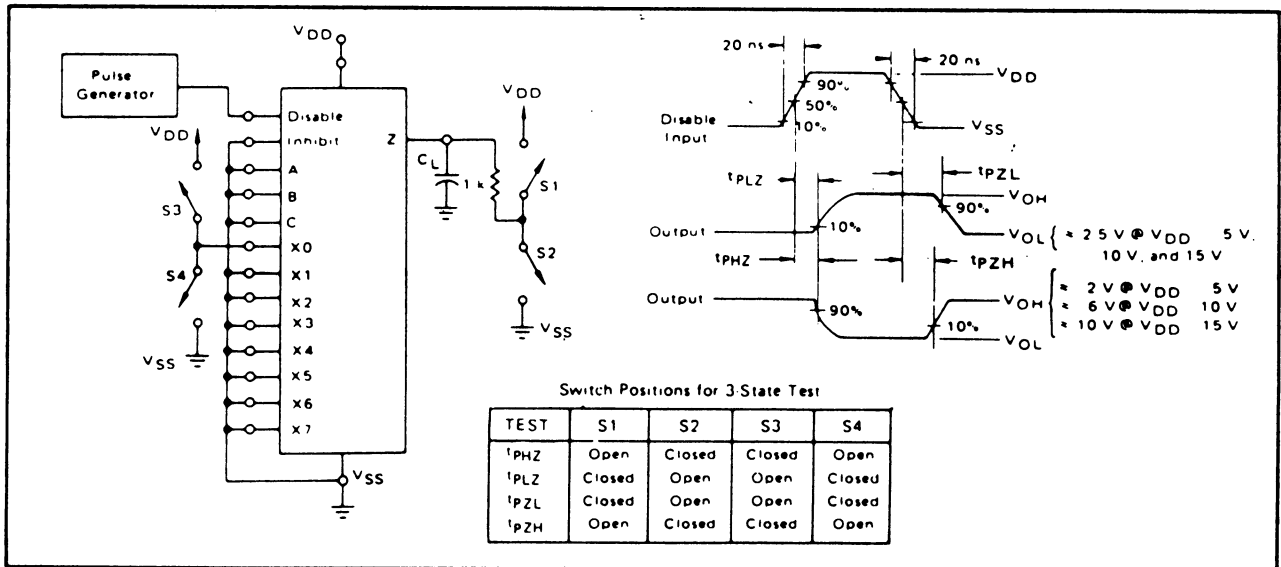 VDD
Pulse
Generator
VDD
Disable
Inhibit
A
B
C
X0
X1
X2
X3
X4
X5
X6
X7
Z
S3
S4
VSS
VSS
CL
1 k
VDD
S1
S2
VSS
20 ns
20 ns
VDD
90%
50%
10%
Disable
Input
VSS
tPLZ
tPZL
VOH
90%
Output
10%
VOL ≈ 2 5 V @ VDD 5 V,
10 V, and 15 V
tPHZ
tPZH
Output
90%
10%
VOH
VOL
≈ 2 V @ VDD 5 V
≈ 6 V @ VDD 10 V
≈ 10 V @ VDD 15 V
Switch Positions for 3-State Test
TEST S1 S2 S3 S4
tPHZ Open Closed Closed Open
tPLZ Closed Open Open Closed
tPZL Closed Open Open Closed
tPZH Open Closed Closed Open